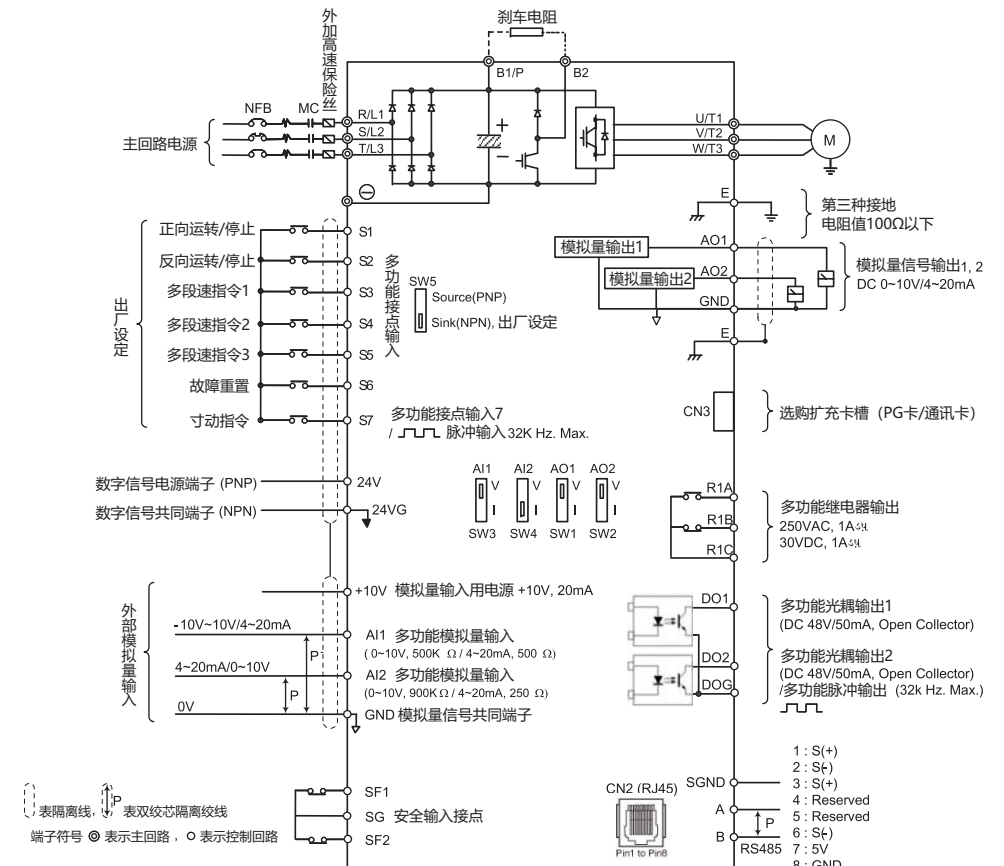 外加高速保险丝
刹车电阻
B1/P
B2
NFB
MC
主回路电源
R/L1
S/L2
T/L3
U/T1
V/T2
W/T3
M
E
第三种接地
电阻值100Ω以下
出厂设定
正向运转/停止
反向运转/停止
多段速指令1
多段速指令2
多段速指令3
故障重置
寸动指令
S1
S2
S3
S4
S5
S6
S7
多功能接点输入
SW5
Source(PNP)
Sink(NPN), 出厂设定
多功能接点输入7
/ 脉冲输入 32K Hz. Max.
模拟量输出1
模拟量输出2
AO1
AO2
GND
E
模拟量信号输出1, 2
DC 0~10V/4~20mA
CN3
选购扩充卡槽（PG卡/通讯卡）
数字信号电源端子 (PNP)
24V
数字信号共同端子 (NPN)
24VG
AI1 AI2 AO1 AO2
V V V V
I I I I
SW3 SW4 SW1 SW2
R1A
R1B
R1C
多功能继电器输出
250VAC, 1A
30VDC, 1A
外部模拟量输入
+10V 模拟量输入用电源 +10V, 20mA
-10V~10V/4~20mA
AI1 多功能模拟量输入
( 0~10V, 500K Ω / 4~20mA, 500 Ω)
P
4~20mA/0~10V
AI2 多功能模拟量输入
(0~10V, 900K Ω / 4~20mA, 250 Ω)
P
0V
GND 模拟量信号共同端子
DO1
DO2
DOG
多功能光耦输出1
(DC 48V/50mA, Open Collector)
多功能光耦输出2
(DC 48V/50mA, Open Collector)
/多功能脉冲输出 (32k Hz. Max.)
表隔离线,
P
表双绞芯隔离绞线
端子符号 ◎ 表示主回路，○ 表示控制回路
SF1
SG 安全输入接点
SF2
CN2 (RJ45)
Pin1 to Pin8
SGND
A
B
P
RS485
1 : S(+)
2 : S(-)
3 : S(+)
4 : Reserved
5 : Reserved
6 : S(-)
7 : 5V
8 : GND